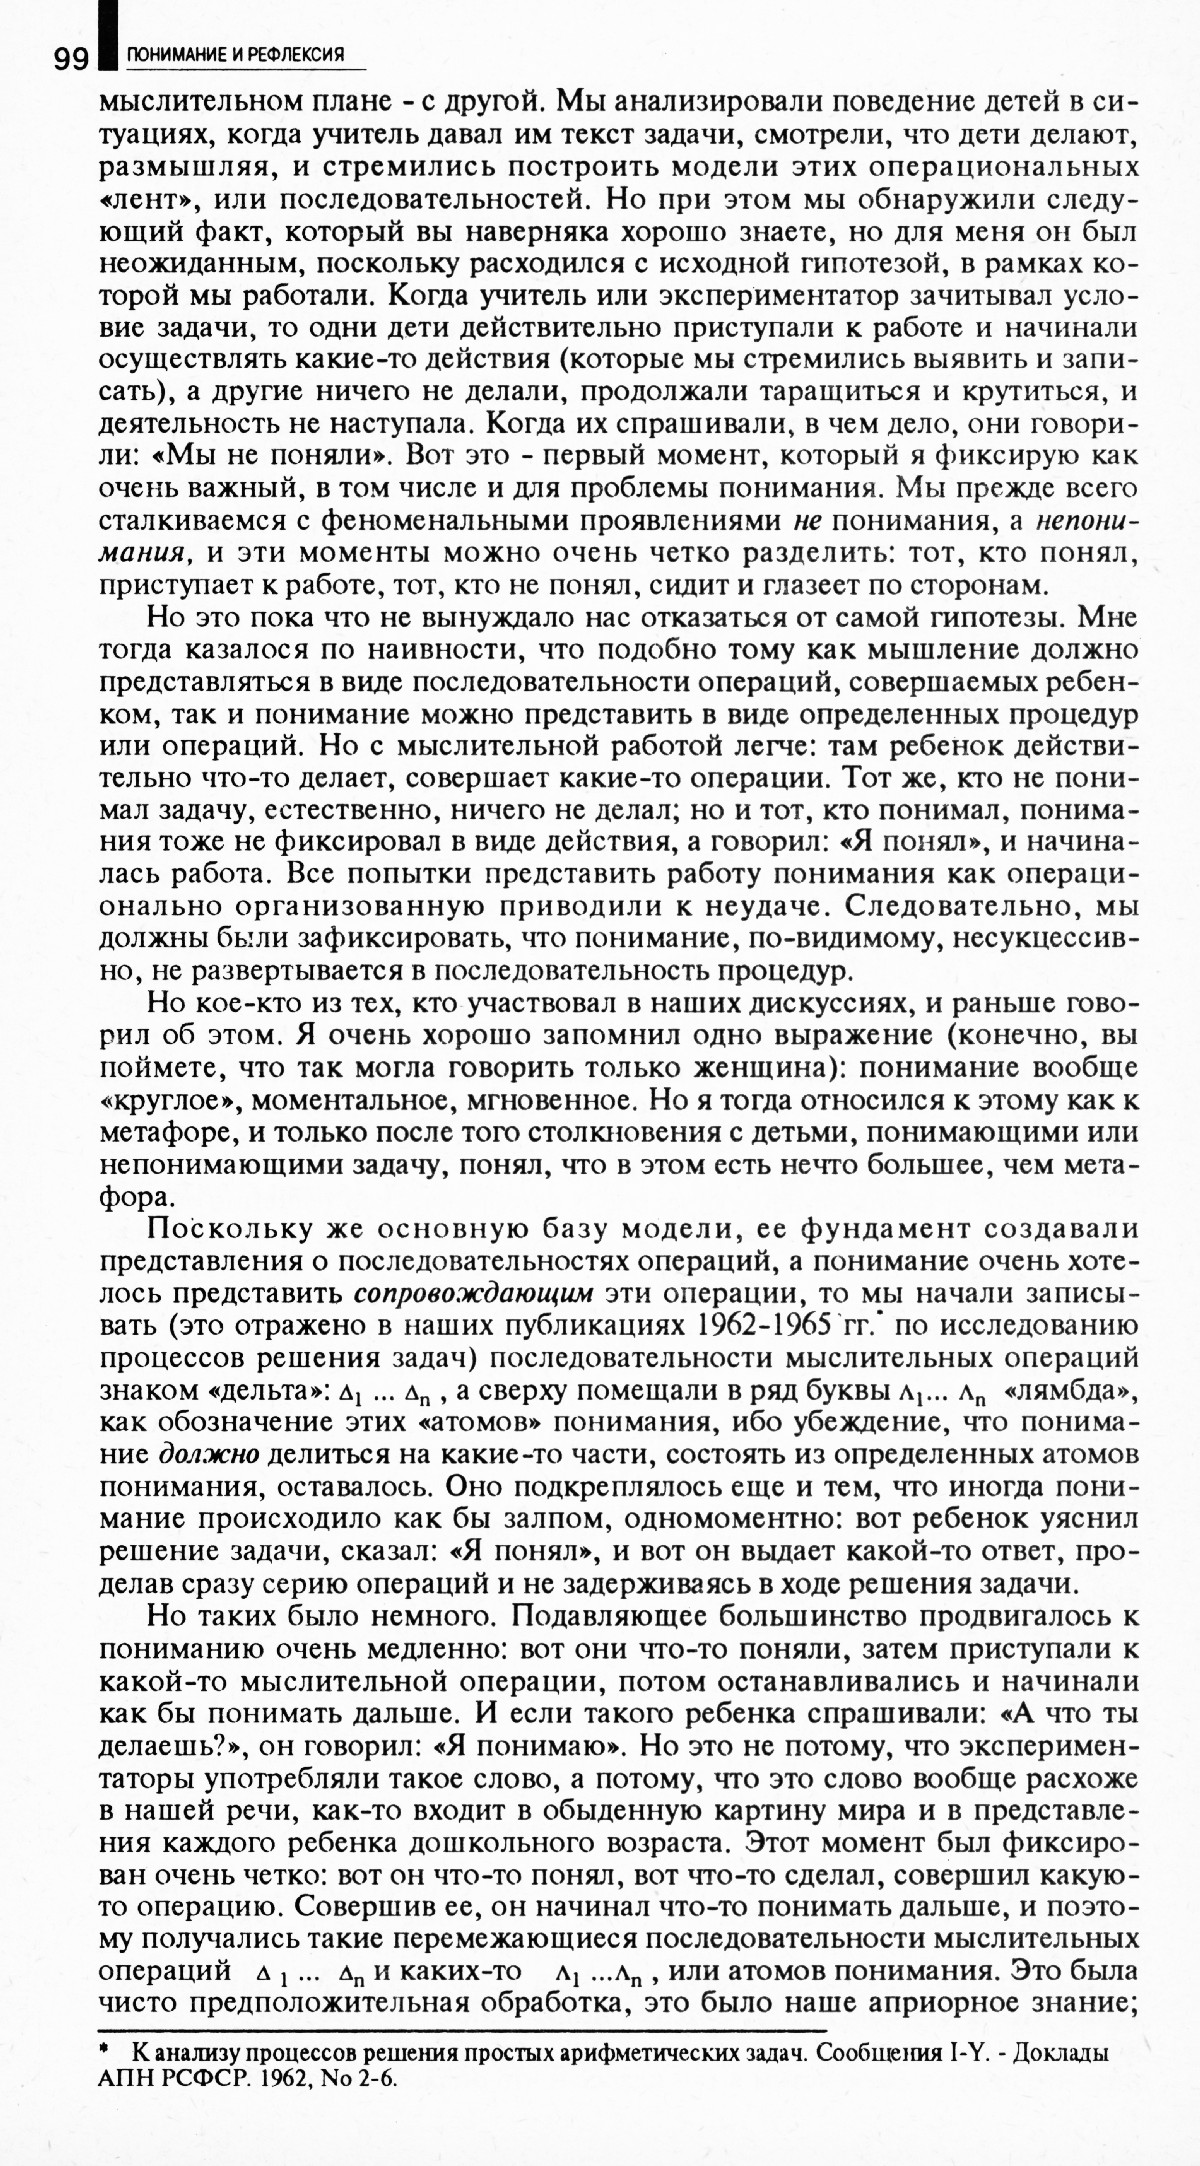 99 ПОНИМАНИЕ И РЕФЛЕКСИЯ
мыслительном плане - с другой. Мы анализировали поведение детей в си-
туациях, когда учитель давал им текст задачи, смотрели, что дети делают,
размышляя, и стремились построить модели этих операциональных
«лент», или последовательностей. Но при этом мы обнаружили следу-
ющий факт, который вы наверняка хорошо знаете, но для меня он был
неожиданным, поскольку расходился с исходной гипотезой, в рамках ко-
торой мы работали. Когда учитель или экспериментатор зачитывал усло-
вие задачи, то одни дети действительно приступали к работе и начинали
осуществлять какие-то действия (которые мы стремились выявить и запи-
сать), а другие ничего не делали, продолжали таращиться и крутиться, и
деятельность не наступала. Когда их спрашивали, в чем дело, они говори-
ли: «Мы не поняли». Вот это - первый момент, который я фиксирую как
очень важный, в том числе и для проблемы понимания. Мы прежде всего
сталкиваемся с феноменальными проявлениями не понимания, а непони-
мания, и эти моменты можно очень четко разделить: тот, кто понял,
приступает к работе, тот, кто не понял, сидит и глазеет по сторонам.
Но это пока что не вынуждало нас отказаться от самой гипотезы. Мне
тогда казалося по наивности, что подобно тому как мышление должно
представляться в виде последовательности операций, совершаемых ребен-
ком, так и понимание можно представить в виде определенных процедур
или операций. Но с мыслительной работой легче: там ребенок действи-
тельно что-то делает, совершает какие-то операции. Тот же, кто не пони-
мал задачу, естественно, ничего не делал; но и тот, кто понимал, понима-
ния тоже не фиксировал в виде действия, а говорил: «Я понял», и начина-
лась работа. Все попытки представить работу понимания как операци-
онально организованную приводили к неудаче. Следовательно, мы
должны были зафиксировать, что понимание, по-видимому, несукцессив-
но, не развертывается в последовательность процедур.
Но кое-кто из тех, кто участвовал в наших дискуссиях, и раньше гово-
рил об этом. Я очень хорошо запомнил одно выражение (конечно, вы
поймете, что так могла говорить только женщина): понимание вообще
«круглое», моментальное, мгновенное. Но я тогда относился к этому как к
метафоре, и только после того столкновения с детьми, понимающими или
непонимающими задачу, понял, что в этом есть нечто большее, чем мета-
фора.
Поскольку же основную базу модели, ее фундамент создавали
представления о последовательностях операций, а понимание очень хоте-
лось представить сопровождающим эти операции, то мы начали записы-
вать (это отражено в наших публикациях 1962-1965 гг.* по исследованию
процессов решения задач) последовательности мыслительных операций
знаком «дельта»: Δ₁ ... Δₙ , а сверху помещали в ряд буквы Λ₁... Λₙ «лямбда»,
как обозначение этих «атомов» понимания, ибо убеждение, что понима-
ние должно делиться на какие-то части, состоять из определенных атомов
понимания, оставалось. Оно подкреплялось еще и тем, что иногда пони-
мание происходило как бы залпом, одномоментно: вот ребенок уяснил
решение задачи, сказал: «Я понял», и вот он выдает какой-то ответ, про-
делав сразу серию операций и не задерживаясь в ходе решения задачи.
Но таких было немного. Подавляющее большинство продвигалось к
пониманию очень медленно: вот они что-то поняли, затем приступали к
какой-то мыслительной операции, потом останавливались и начинали
как бы понимать дальше. И если такого ребенка спрашивали: «А что ты
делаешь?», он говорил: «Я понимаю». Но это не потому, что эксперимен-
таторы употребляли такое слово, а потому, что это слово вообще расхоже
в нашей речи, как-то входит в обыденную картину мира и в представле-
ния каждого ребенка дошкольного возраста. Этот момент был фиксиро-
ван очень четко: вот он что-то понял, вот что-то сделал, совершил какую-
то операцию. Совершив ее, он начинал что-то понимать дальше, и поэто-
му получались такие перемежающиеся последовательности мыслительных
операций Δ ₁ ... Δₙ и каких-то Λ₁ ...Λₙ , или атомов понимания. Это была
чисто предположительная обработка, это было наше априорное знание;
* К анализу процессов решения простых арифметических задач. Сообщения I-Y. - Доклады
АПН РСФСР. 1962, No 2-6.